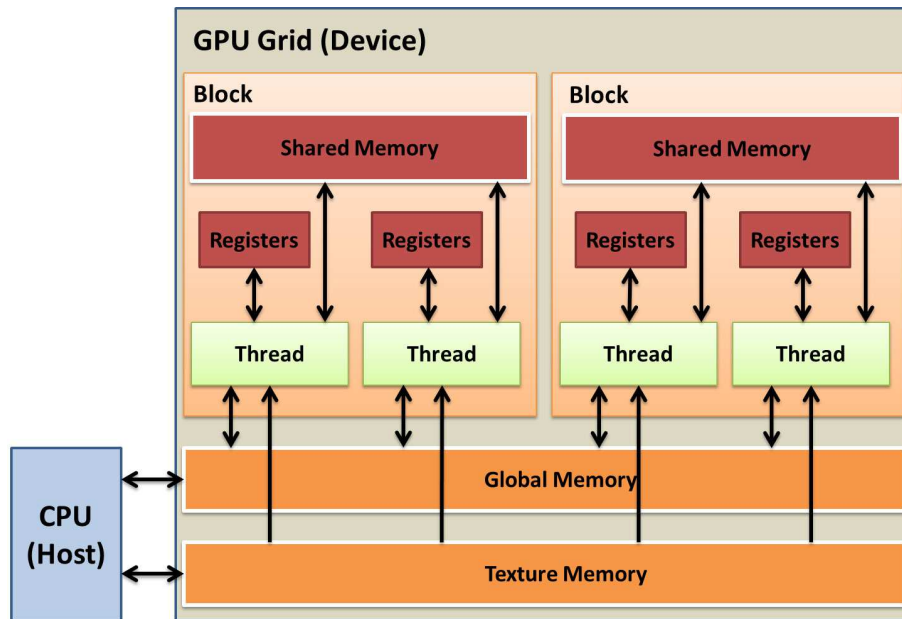 GPU Grid (Device)
Block
Block
Shared Memory
Shared Memory
Registers
Registers
Registers
Registers
Thread
Thread
Thread
Thread
Global Memory
CPU
(Host)
Texture Memory